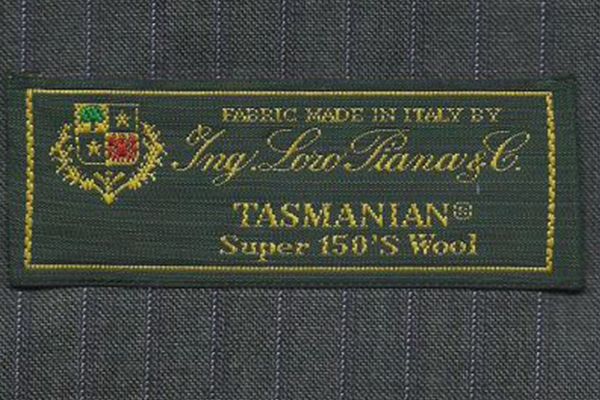 FABRIC MADE IN ITALY BY
Ing. Loro Piana & C.
TASMANIAN®
Super 150'S Wool